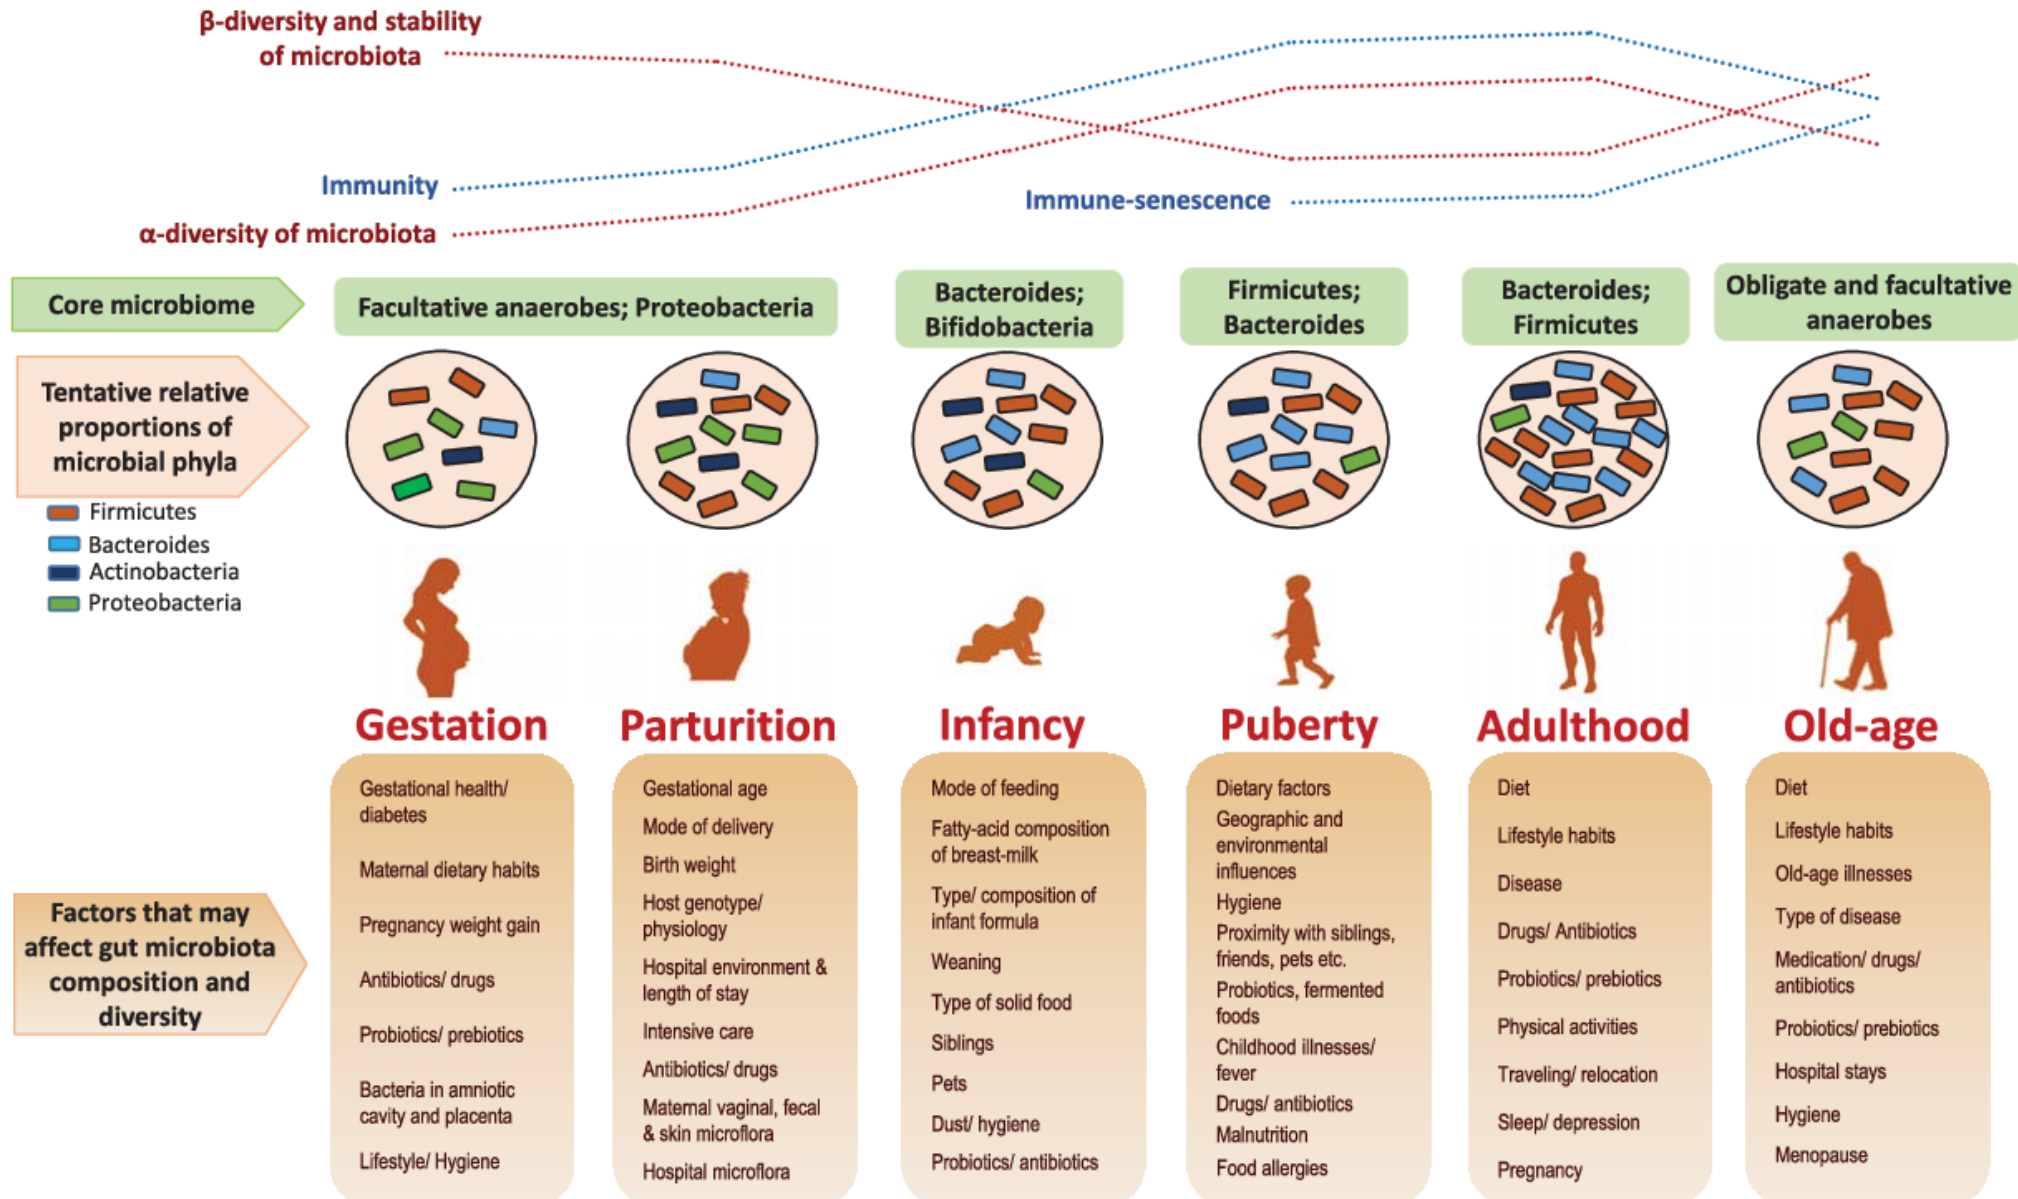 β-diversity and stability
of microbiota
Immunity
α-diversity of microbiota
Immune-senescence
Core microbiome
Facultative anaerobes; Proteobacteria
Bacteroides;
Bifidobacteria
Firmicutes;
Bacteroides
Bacteroides;
Firmicutes
Obligate and facultative
anaerobes
Tentative relative
proportions of
microbial phyla
Firmicutes
Bacteroides
Actinobacteria
Proteobacteria
Gestation
Parturition
Infancy
Puberty
Adulthood
Old-age
Factors that may
affect gut microbiota
composition and
diversity
Gestational health/
diabetes
Maternal dietary habits
Pregnancy weight gain
Antibiotics/ drugs
Probiotics/ prebiotics
Bacteria in amniotic
cavity and placenta
Lifestyle/ Hygiene
Gestational age
Mode of delivery
Birth weight
Host genotype/
physiology
Hospital environment &
length of stay
Intensive care
Antibiotics/ drugs
Maternal vaginal, fecal
& skin microflora
Hospital microflora
Mode of feeding
Fatty-acid composition
of breast-milk
Type/ composition of
infant formula
Weaning
Type of solid food
Siblings
Pets
Dust/ hygiene
Probiotics/ antibiotics
Dietary factors
Geographic and
environmental
influences
Hygiene
Proximity with siblings,
friends, pets etc.
Probiotics, fermented
foods
Childhood illnesses/
fever
Drugs/ antibiotics
Malnutrition
Food allergies
Diet
Lifestyle habits
Disease
Drugs/ Antibiotics
Probiotics/ prebiotics
Physical activities
Traveling/ relocation
Sleep/ depression
Pregnancy
Diet
Lifestyle habits
Old-age illnesses
Type of disease
Medication/ drugs/
antibiotics
Probiotics/ prebiotics
Hospital stays
Hygiene
Menopause